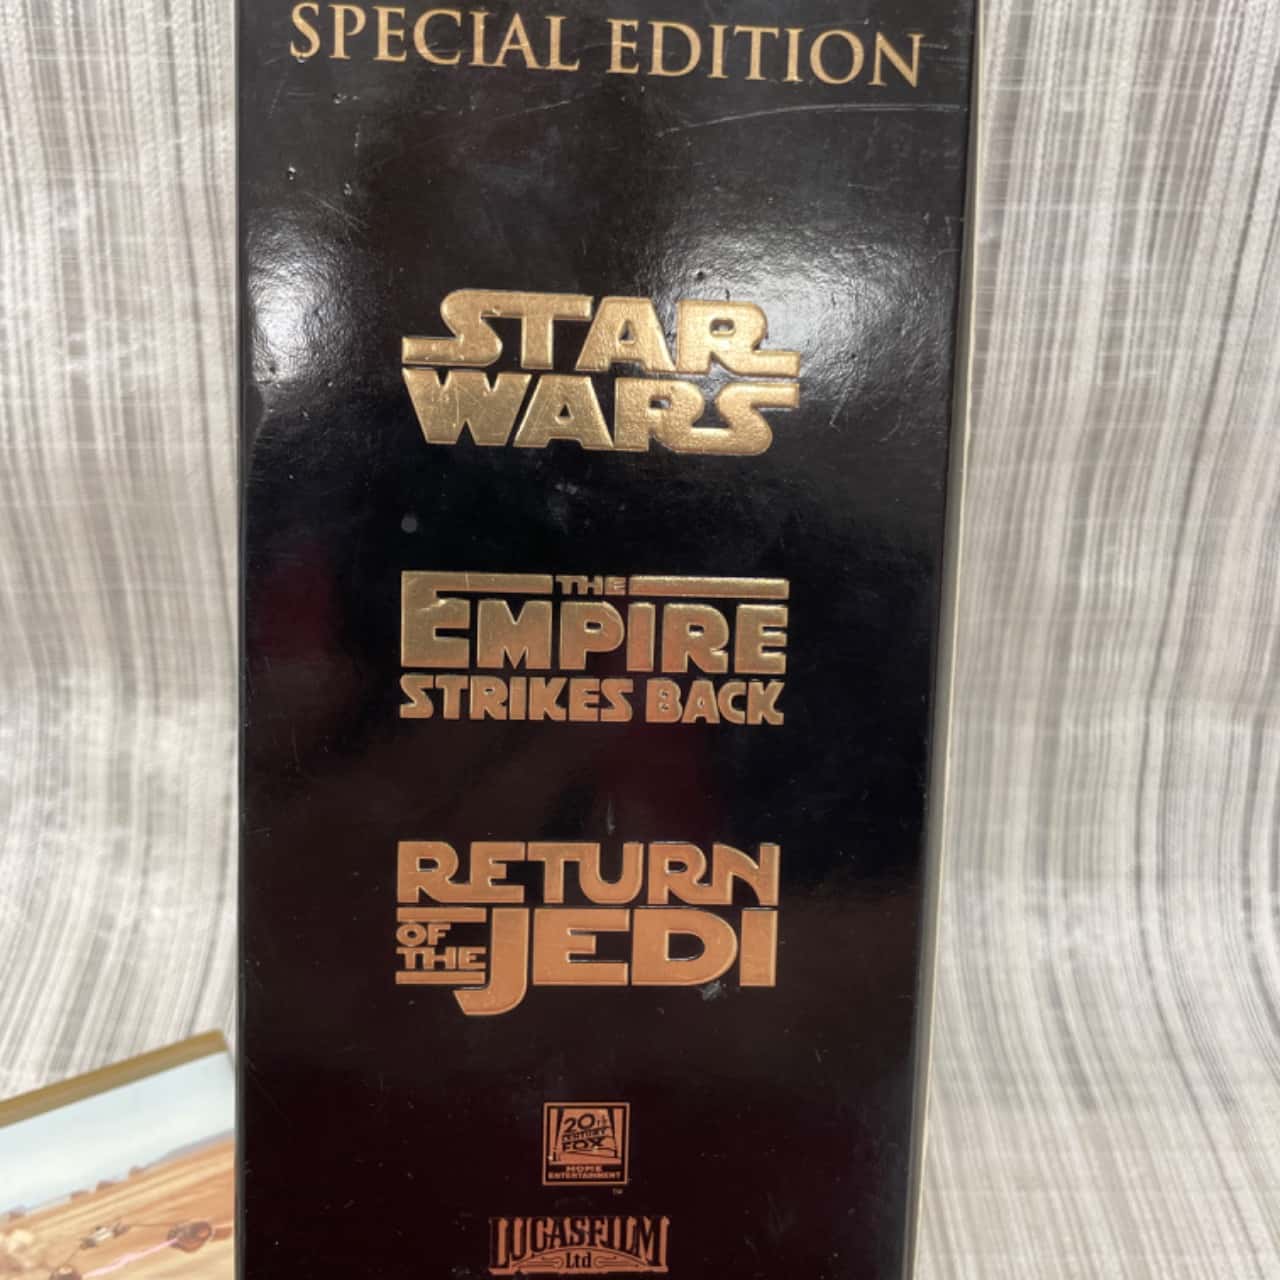 SPECIAL EDITION
STAR
WARS
THE
EMPIRE
STRIKES BACK
RETURN
OF
THE
JEDI
20th
CENTURY
FOX
HOME
ENTERTAINMENT
TM
LUCASFILM
Ltd